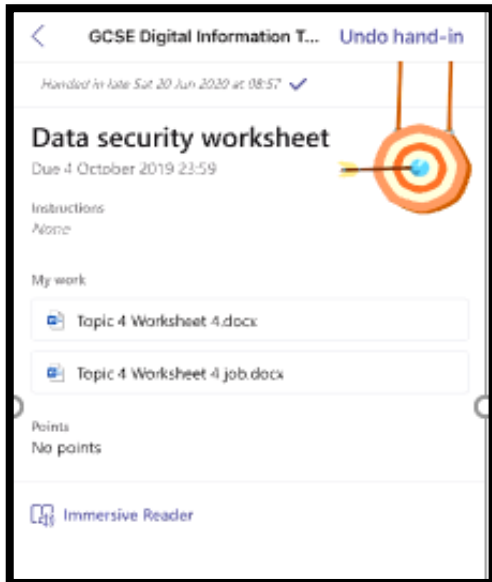 GCSE Digital Information T... Undo hand-in
Handed in late Sat 20 Jun 2020 at 08:57
Data security worksheet
Due 4 October 2019 23:59
Instructions
None
My work
Topic 4 Worksheet 4.docx
Topic 4 Worksheet 4 job.docx
Points
No points
Immersive Reader